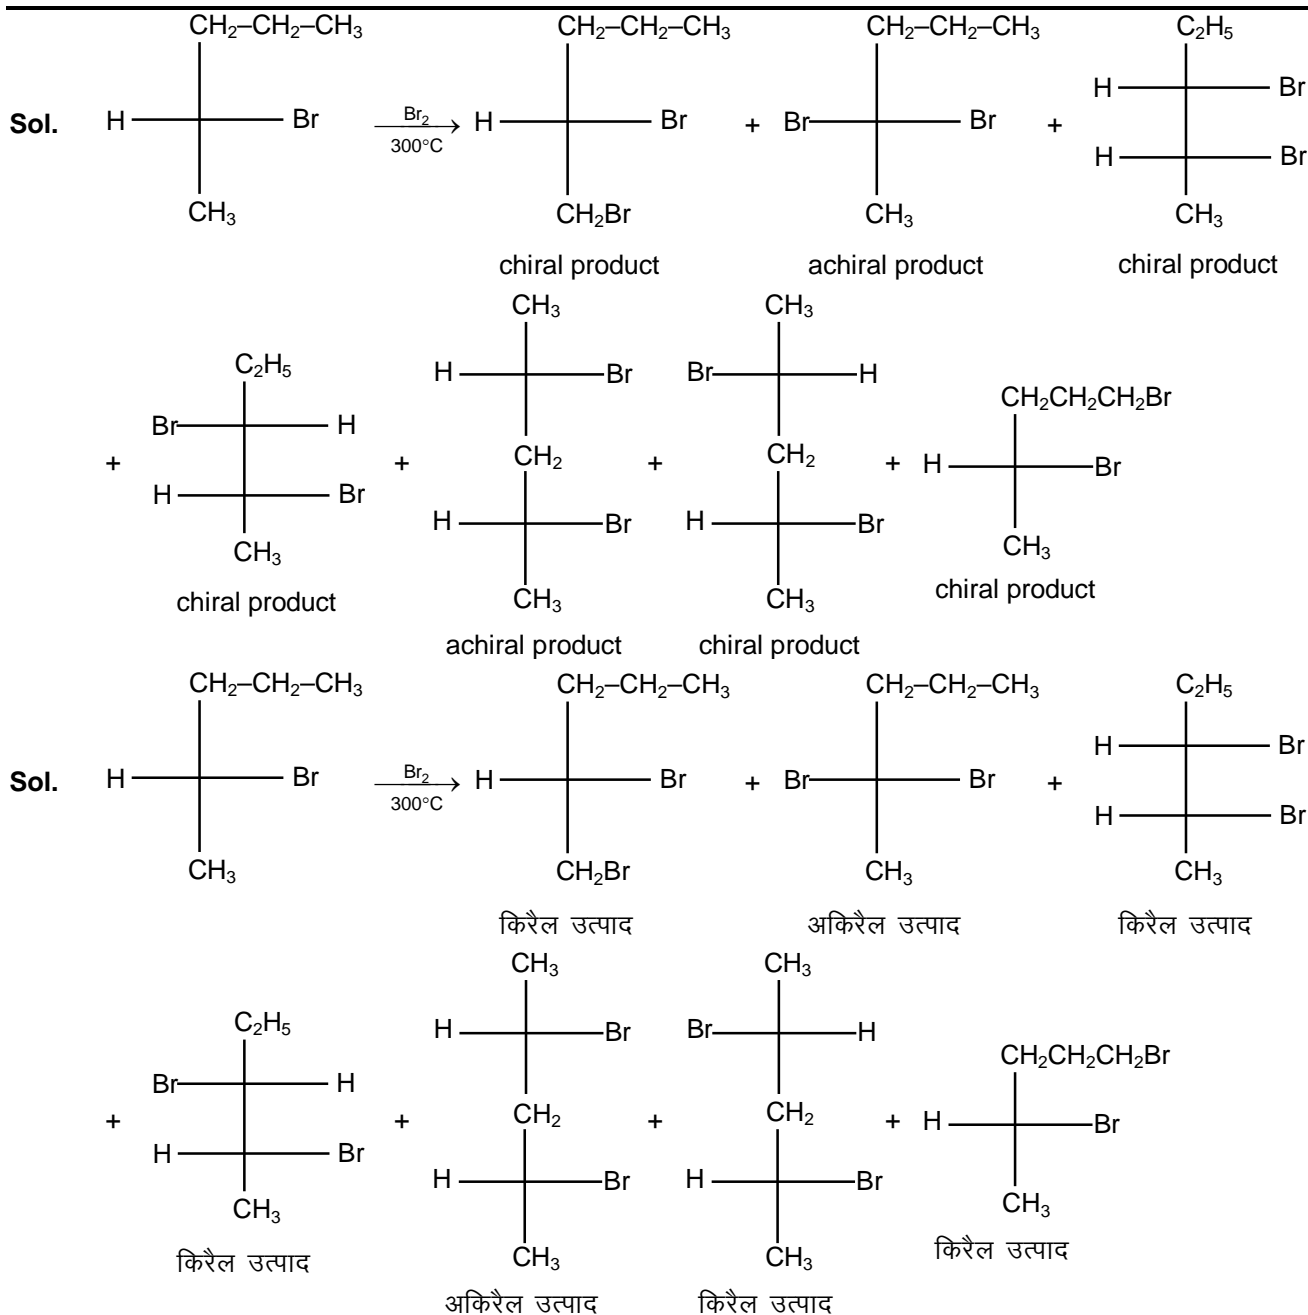 CH₂–CH₂–CH₃ CH₂–CH₂–CH₃ CH₂–CH₂–CH₃ C₂H₅
H Br
Sol. H Br Br₂ H Br + Br Br +
300°C
H Br
CH₃ CH₂Br CH₃ CH₃
chiral product achiral product chiral product
CH₃ CH₃
C₂H₅ H Br Br H
CH₂CH₂CH₂Br
Br H
+ + CH₂ + CH₂ + H Br
H Br
H Br H Br
CH₃ CH₃
chiral product CH₃ CH₃ chiral product
achiral product chiral product
CH₂–CH₂–CH₃ CH₂–CH₂–CH₃ CH₂–CH₂–CH₃ C₂H₅
H Br
Sol. H Br Br₂ H Br + Br Br +
300°C
H Br
CH₃ CH₂Br CH₃ CH₃
किरैल उत्पाद अकिरैल उत्पाद किरैल उत्पाद
CH₃ CH₃
C₂H₅ H Br Br H
CH₂CH₂CH₂Br
Br H
+ + CH₂ + CH₂ + H Br
H Br
H Br H Br
CH₃ CH₃
किरैल उत्पाद CH₃ CH₃ किरैल उत्पाद
अकिरैल उत्पाद किरैल उत्पाद